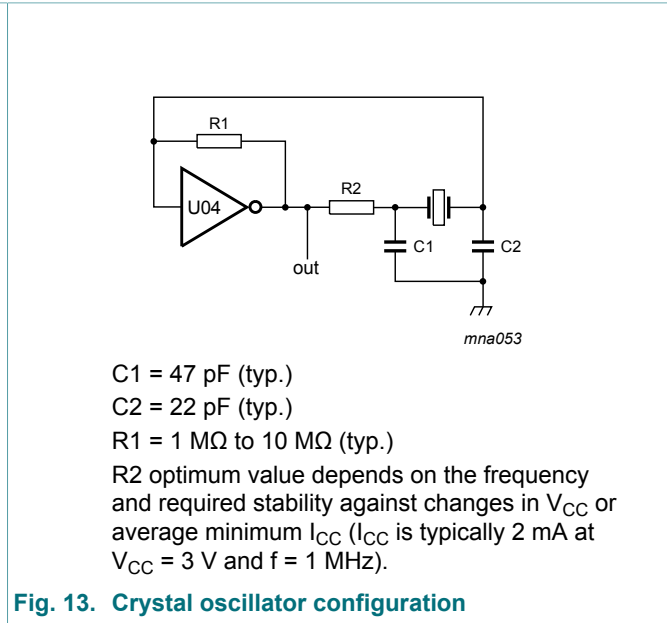 R1
U04
R2
C1
C2
out
mna053
C1 = 47 pF (typ.)
C2 = 22 pF (typ.)
R1 = 1 MΩ to 10 MΩ (typ.)
R2 optimum value depends on the frequency
and required stability against changes in VCC or
average minimum ICC (ICC is typically 2 mA at
VCC = 3 V and f = 1 MHz).
Fig. 13. Crystal oscillator configuration